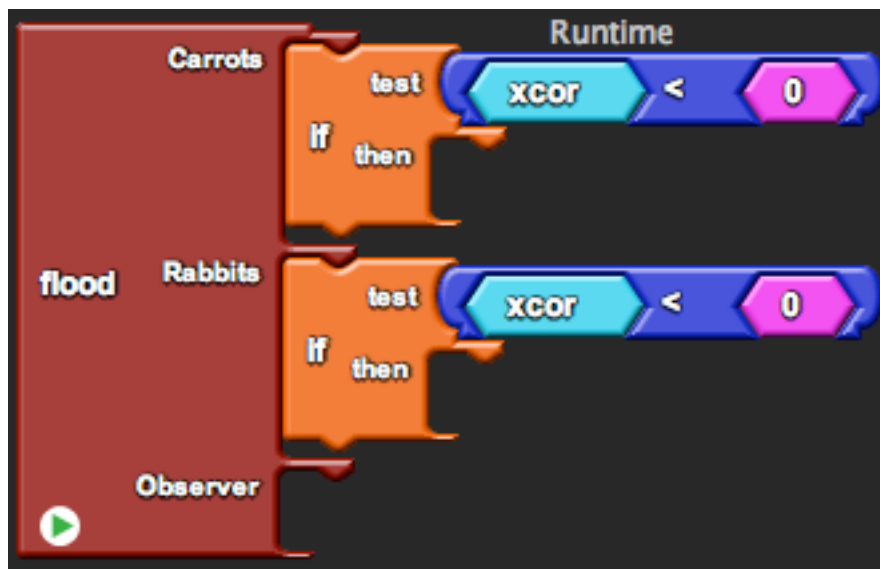 Runtime
Carrots
test
xcor < 0
if
then
flood
Rabbits
test
xcor < 0
if
then
Observer